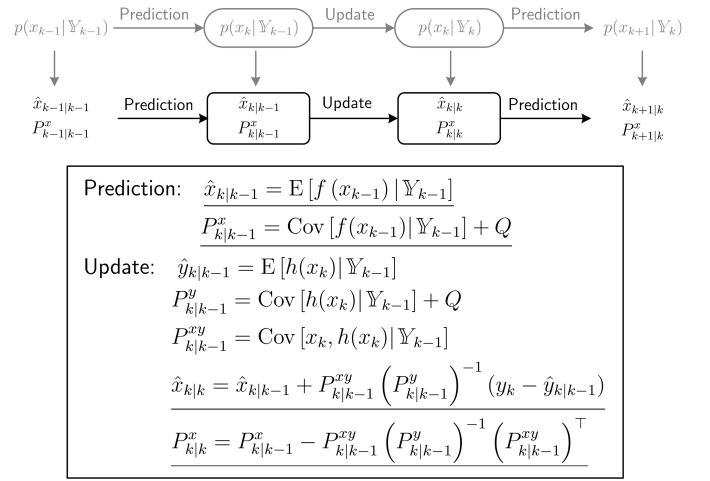 p(x_{k−1}|𝕐_{k−1}) Prediction p(x_k|𝕐_{k−1}) Update p(x_k|𝕐_k) Prediction p(x_{k+1}|𝕐_k)
x̂_{k−1|k−1} Prediction x̂_{k|k−1} Update x̂_{k|k} Prediction x̂_{k+1|k}
P^x_{k−1|k−1} P^x_{k|k−1} P^x_{k|k} P^x_{k+1|k}
Prediction: x̂_{k|k−1} = E [f (x_{k−1}) | 𝕐_{k−1}]
P^x_{k|k−1} = Cov [f(x_{k−1})| 𝕐_{k−1}] + Q
Update: ŷ_{k|k−1} = E [h(x_k)| 𝕐_{k−1}]
P^y_{k|k−1} = Cov [h(x_k)| 𝕐_{k−1}] + Q
P^{xy}_{k|k−1} = Cov [x_k, h(x_k)| 𝕐_{k−1}]
x̂_{k|k} = x̂_{k|k−1} + P^{xy}_{k|k−1} (P^y_{k|k−1})^{−1} (y_k − ŷ_{k|k−1})
P^x_{k|k} = P^x_{k|k−1} − P^{xy}_{k|k−1} (P^y_{k|k−1})^{−1} (P^{xy}_{k|k−1})^⊤